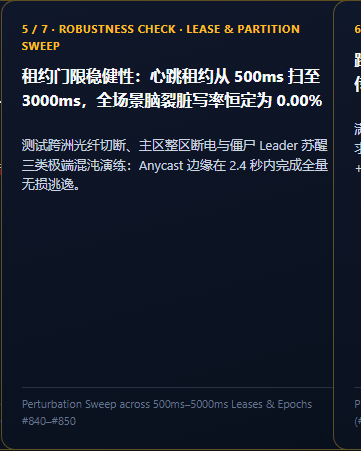 5 / 7 · ROBUSTNESS CHECK · LEASE & PARTITION
SWEEP
租约门限稳健性：心跳租约从 500ms 扫至
3000ms，全场景脑裂脏写率恒定为 0.00%
测试跨洲光纤切断、主区整区断电与僵尸 Leader 苏醒
三类极端混沌演练：Anycast 边缘在 2.4 秒内完成全量
无损逃逸。
Perturbation Sweep across 500ms–5000ms Leases & Epochs
#840–#850
6